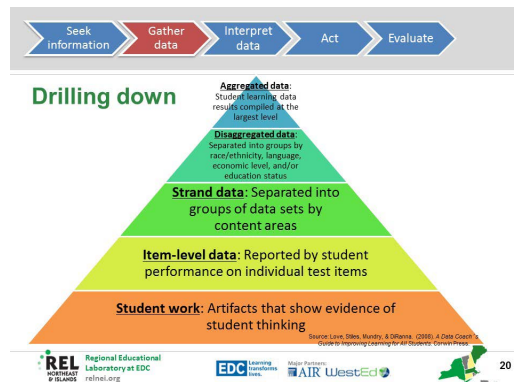 Seek
information
Gather
data
Interpret
data
Act
Evaluate
Drilling down
Aggregated data:
Student learning data
results compiled at the
largest level
Disaggregated data:
Separated into groups by
race/ethnicity, language,
economic level, and/or
education status
Strand data: Separated into
groups of data sets by
content areas
Item-level data: Reported by student
performance on individual test items
Student work: Artifacts that show evidence of
student thinking
Source: Love, Stiles, Mundry, & DiRanna. (2008). A Data Coach's
Guide to Improving Learning for All Students. Corwin Press.
REL
NORTHEAST
& ISLANDS
Regional Educational
Laboratory at EDC
relnei.org
EDC
Learning
transforms
lives.
Major Partners:
AIR WestEd
20